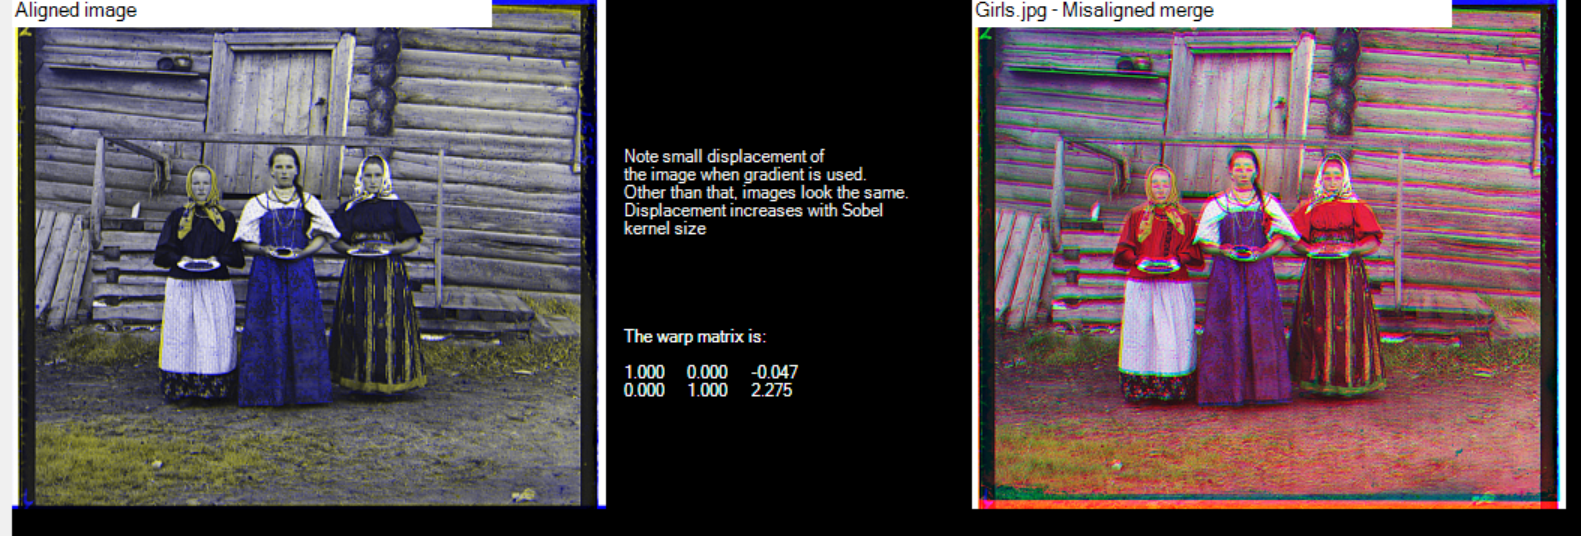 Aligned image
Girls.jpg - Misaligned merge
Note small displacement of
the image when gradient is used.
Other than that, images look the same.
Displacement increases with Sobel
kernel size
The warp matrix is:
1.000 0.000 -0.047
0.000 1.000 2.275